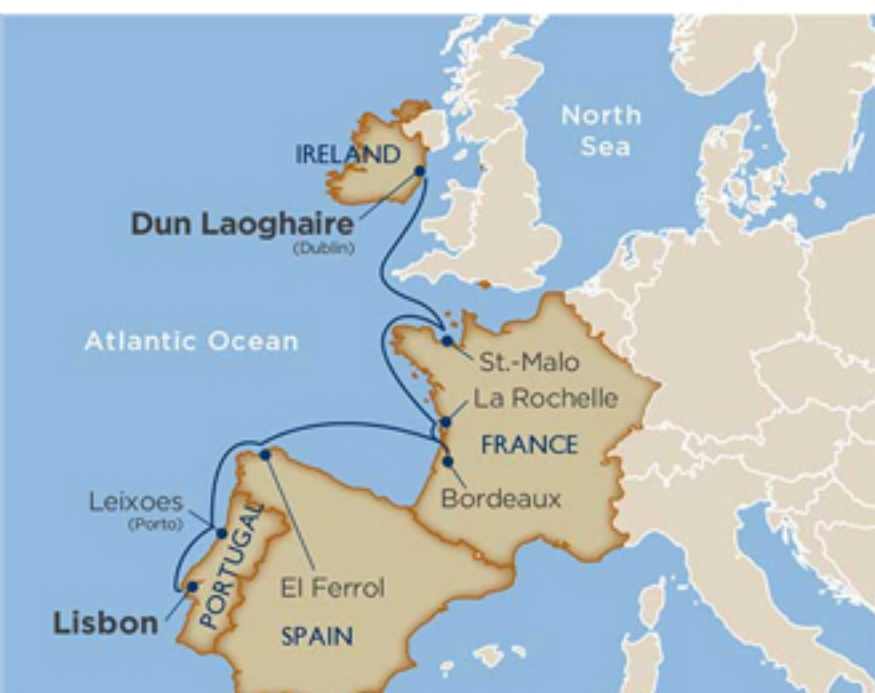 North
Sea
IRELAND
Dun Laoghaire
(Dublin)
Atlantic Ocean
St.-Malo
La Rochelle
FRANCE
Bordeaux
Leixoes
(Porto)
PORTUGAL
El Ferrol
Lisbon
SPAIN